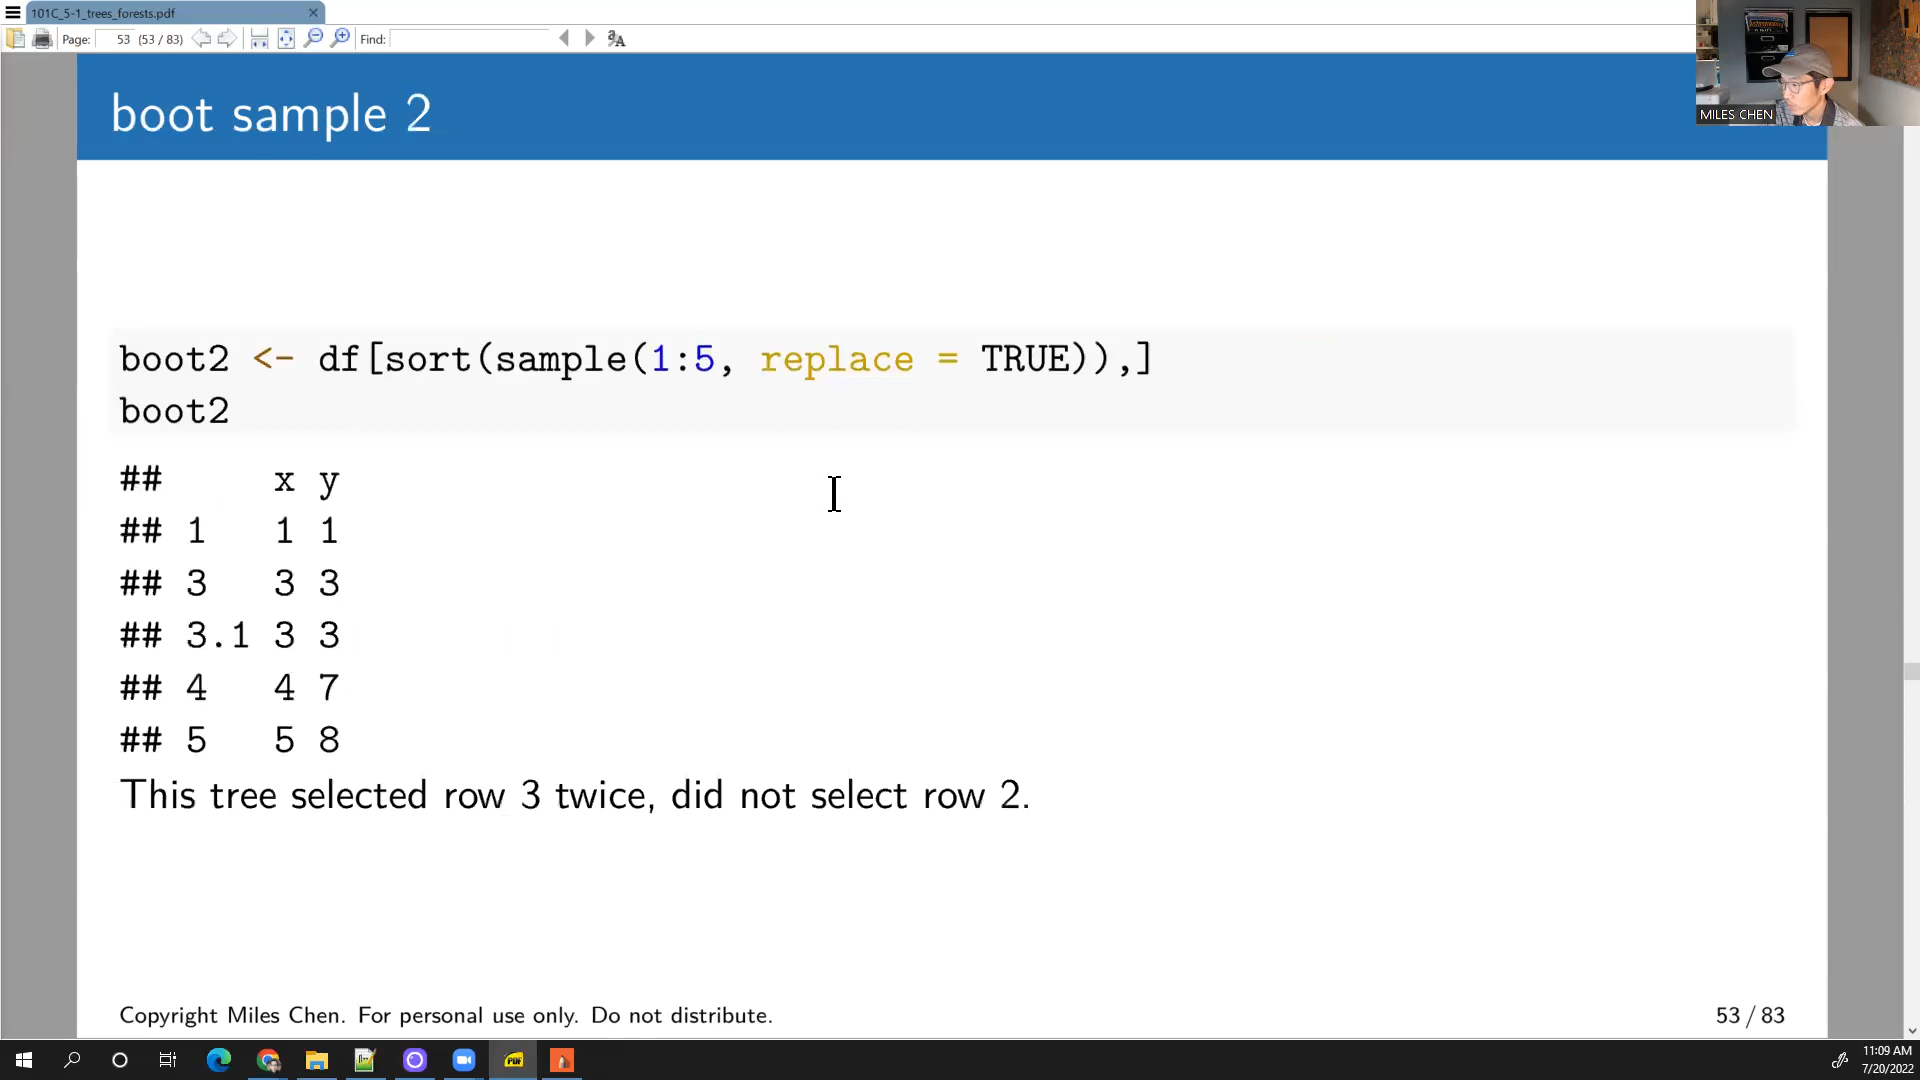 101C_5-1_trees_forests.pdf
Page: 53 (53 / 83) Find:
boot sample 2
MILES CHEN
boot2 <- df[sort(sample(1:5, replace = TRUE)),]
boot2
## x y
## 1 1 1
## 3 3 3
## 3.1 3 3
## 4 4 7
## 5 5 8
This tree selected row 3 twice, did not select row 2.
Copyright Miles Chen. For personal use only. Do not distribute.
53 / 83
11:09 AM
7/20/2022